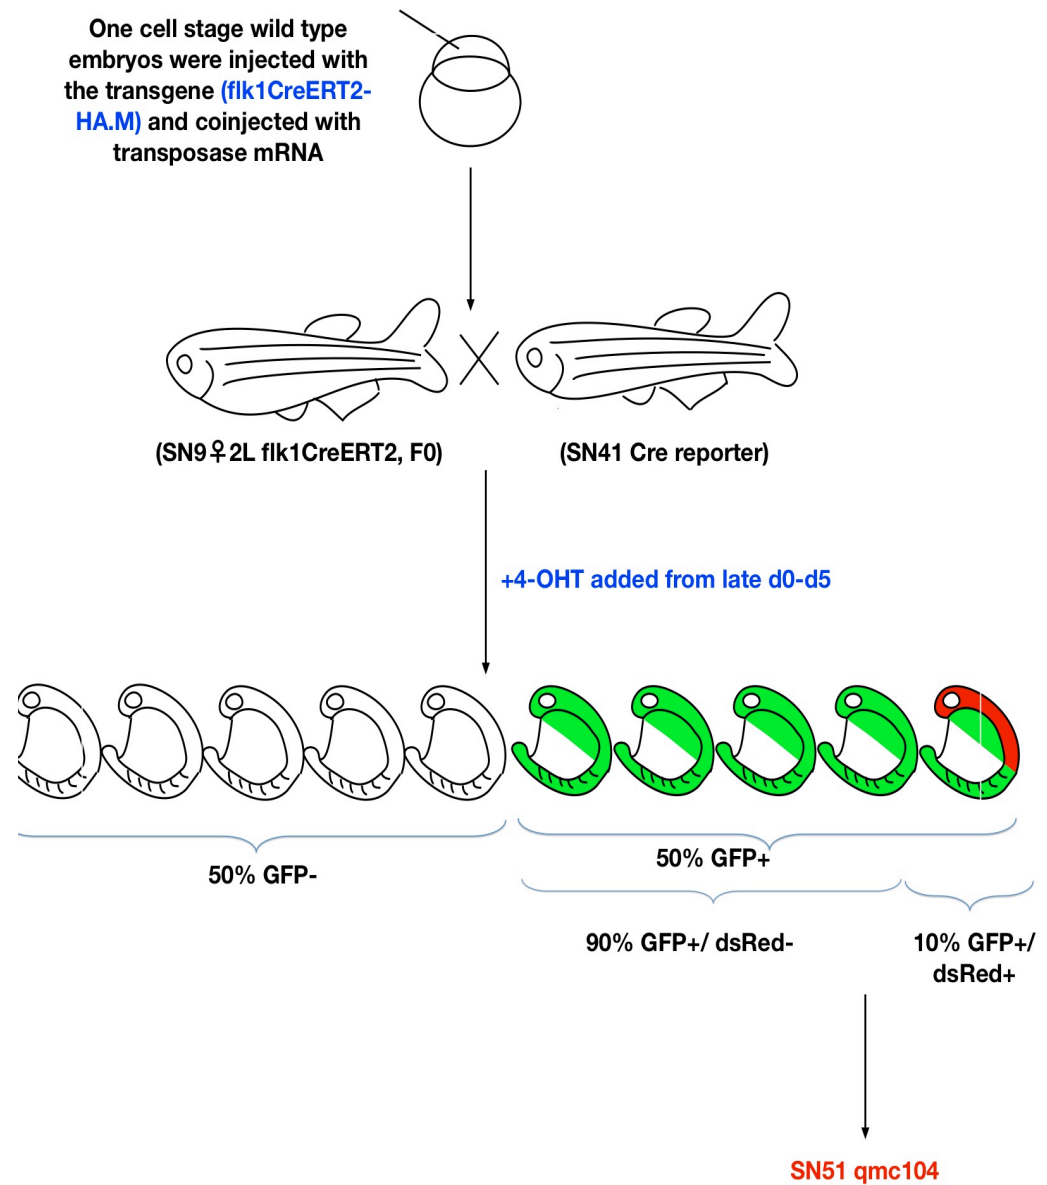 One cell stage wild type
embryos were injected with
the transgene (flk1CreERT2-
HA.M) and coinjected with
transposase mRNA
(SN9♀2L flk1CreERT2, F0)
(SN41 Cre reporter)
+4-OHT added from late d0-d5
50% GFP-
50% GFP+
90% GFP+/ dsRed-
10% GFP+/
dsRed+
SN51 qmc104